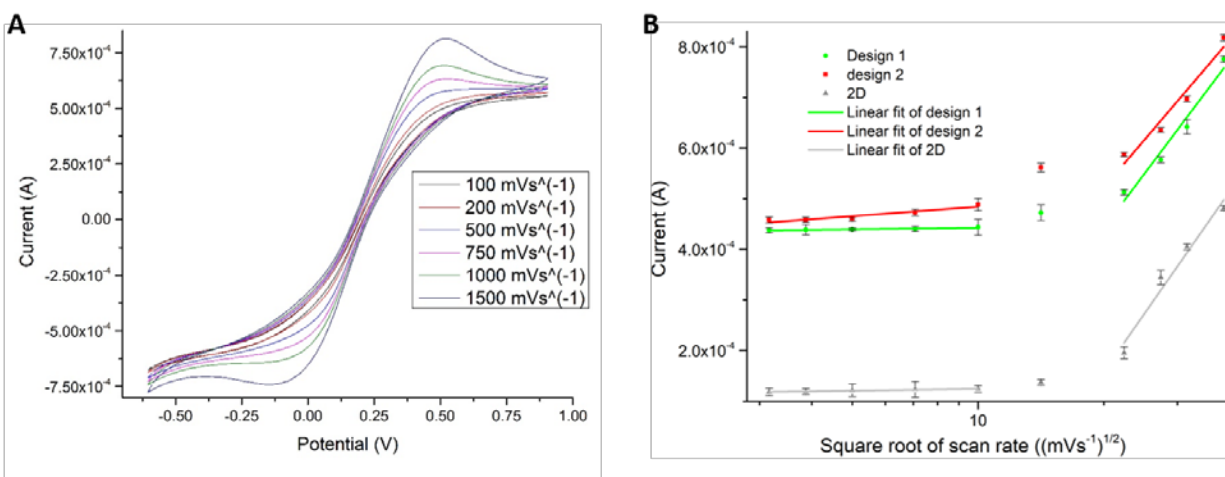 A
7.50x10⁻⁴
5.00x10⁻⁴
2.50x10⁻⁴
0.00
-2.50x10⁻⁴
-5.00x10⁻⁴
-7.50x10⁻⁴
Current (A)
100 mVs^(-1)
200 mVs^(-1)
500 mVs^(-1)
750 mVs^(-1)
1000 mVs^(-1)
1500 mVs^(-1)
-0.50 -0.25 0.00 0.25 0.50 0.75 1.00
Potential (V)
B
8.0x10⁻⁴
6.0x10⁻⁴
4.0x10⁻⁴
2.0x10⁻⁴
Current (A)
Design 1
design 2
2D
Linear fit of design 1
Linear fit of design 2
Linear fit of 2D
10
Square root of scan rate ((mVs⁻¹)¹/²)